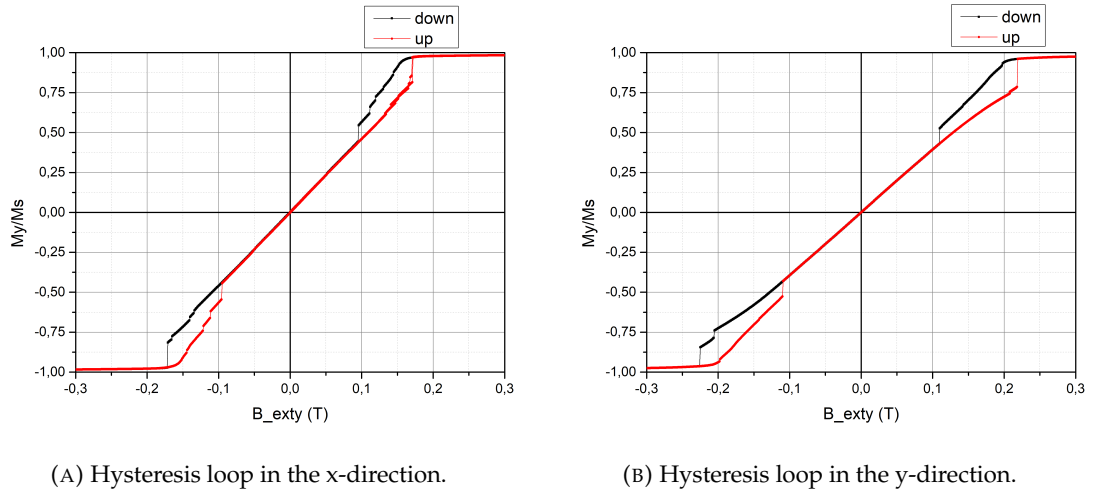 down
up
1,00
0,75
0,50
0,25
0,00
-0,25
-0,50
-0,75
-1,00
My/Ms
-0,3 -0,2 -0,1 0,0 0,1 0,2 0,3
B_exty (T)
(A) Hysteresis loop in the x-direction.
down
up
1,00
0,75
0,50
0,25
0,00
-0,25
-0,50
-0,75
-1,00
My/Ms
-0,3 -0,2 -0,1 0,0 0,1 0,2 0,3
B_exty (T)
(B) Hysteresis loop in the y-direction.